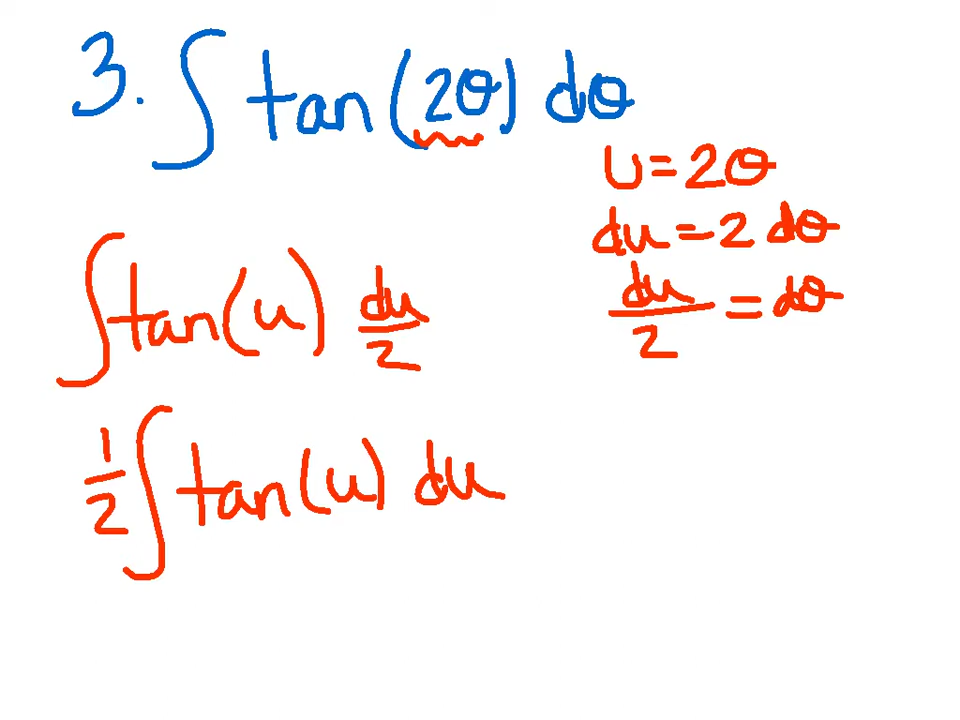 3. ∫ tan(2θ) dθ
u = 2θ
du = 2 dθ
du/2 = dθ
∫ tan(u) du/2
1/2 ∫ tan(u) du